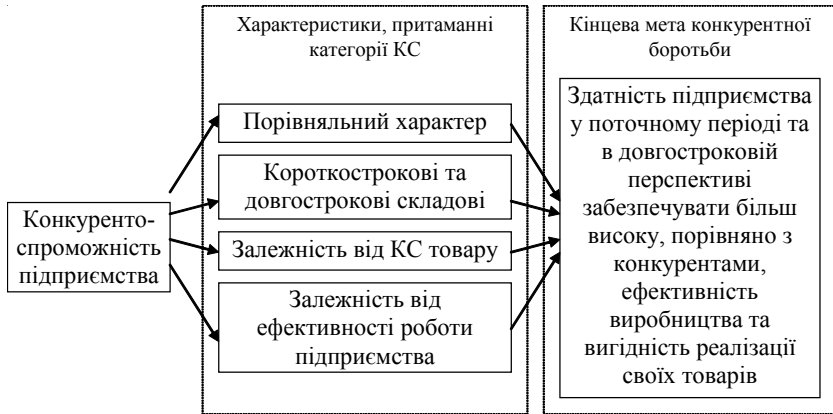 Характеристики, притаманні
категорії КС
Кінцева мета конкурентної
боротьби
Конкуренто-
спроможність
підприємства
Порівняльний характер
Короткострокові та
довгострокові складові
Залежність від КС товару
Залежність від
ефективності роботи
підприємства
Здатність підприємства
у поточному періоді та
в довгостроковій
перспективі
забезпечувати більш
високу, порівняно з
конкурентами,
ефективність
виробництва та
вигідність реалізації
своїх товарів